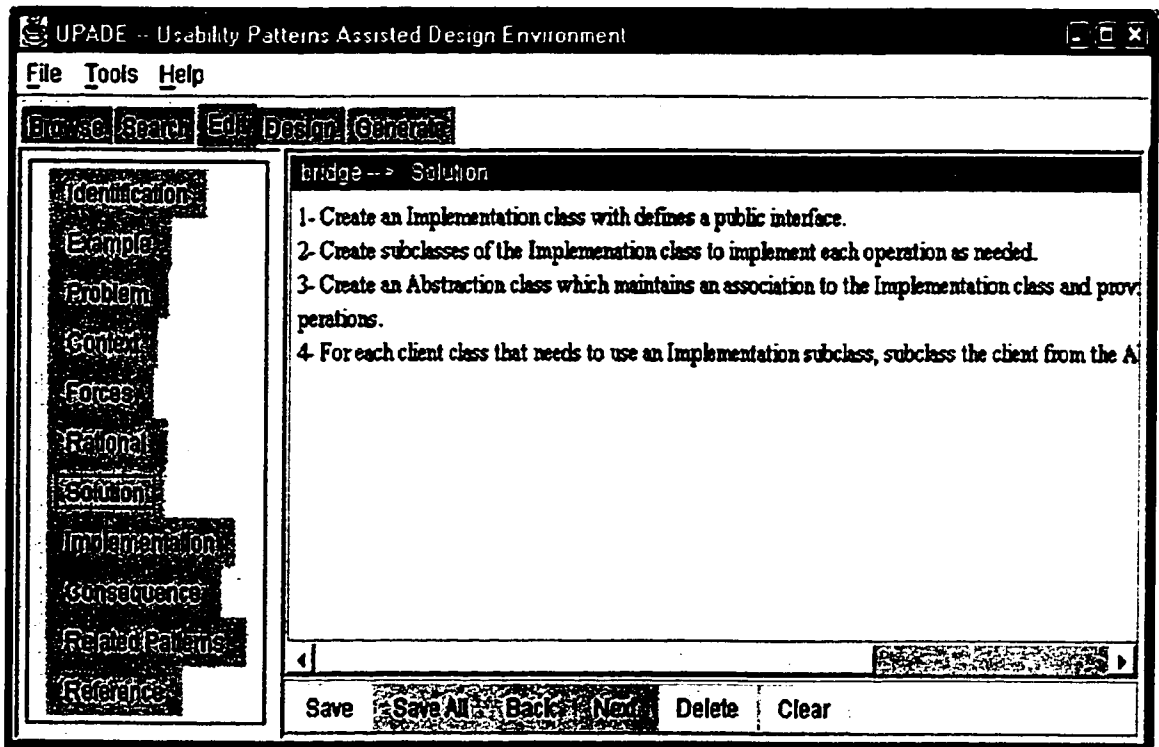 UPADE -- Usability Patterns Assisted Design Environment
File Tools Help
Browse Search Edit Design Generate
Identification
Example
Problem
Context
Forces
Rational
Solution
Implementation
Consequence
Related Patterns
Reference
bridge --> Solution
1- Create an Implementation class with defines a public interface.
2- Create subclasses of the Implemenation class to implement each operation as needed.
3- Create an Abstraction class which maintains an association to the Implementation class and provi
perations.
4- For each client class that needs to use an Implementation subclass, subclass the client from the A
Save Save All Back Next Delete Clear